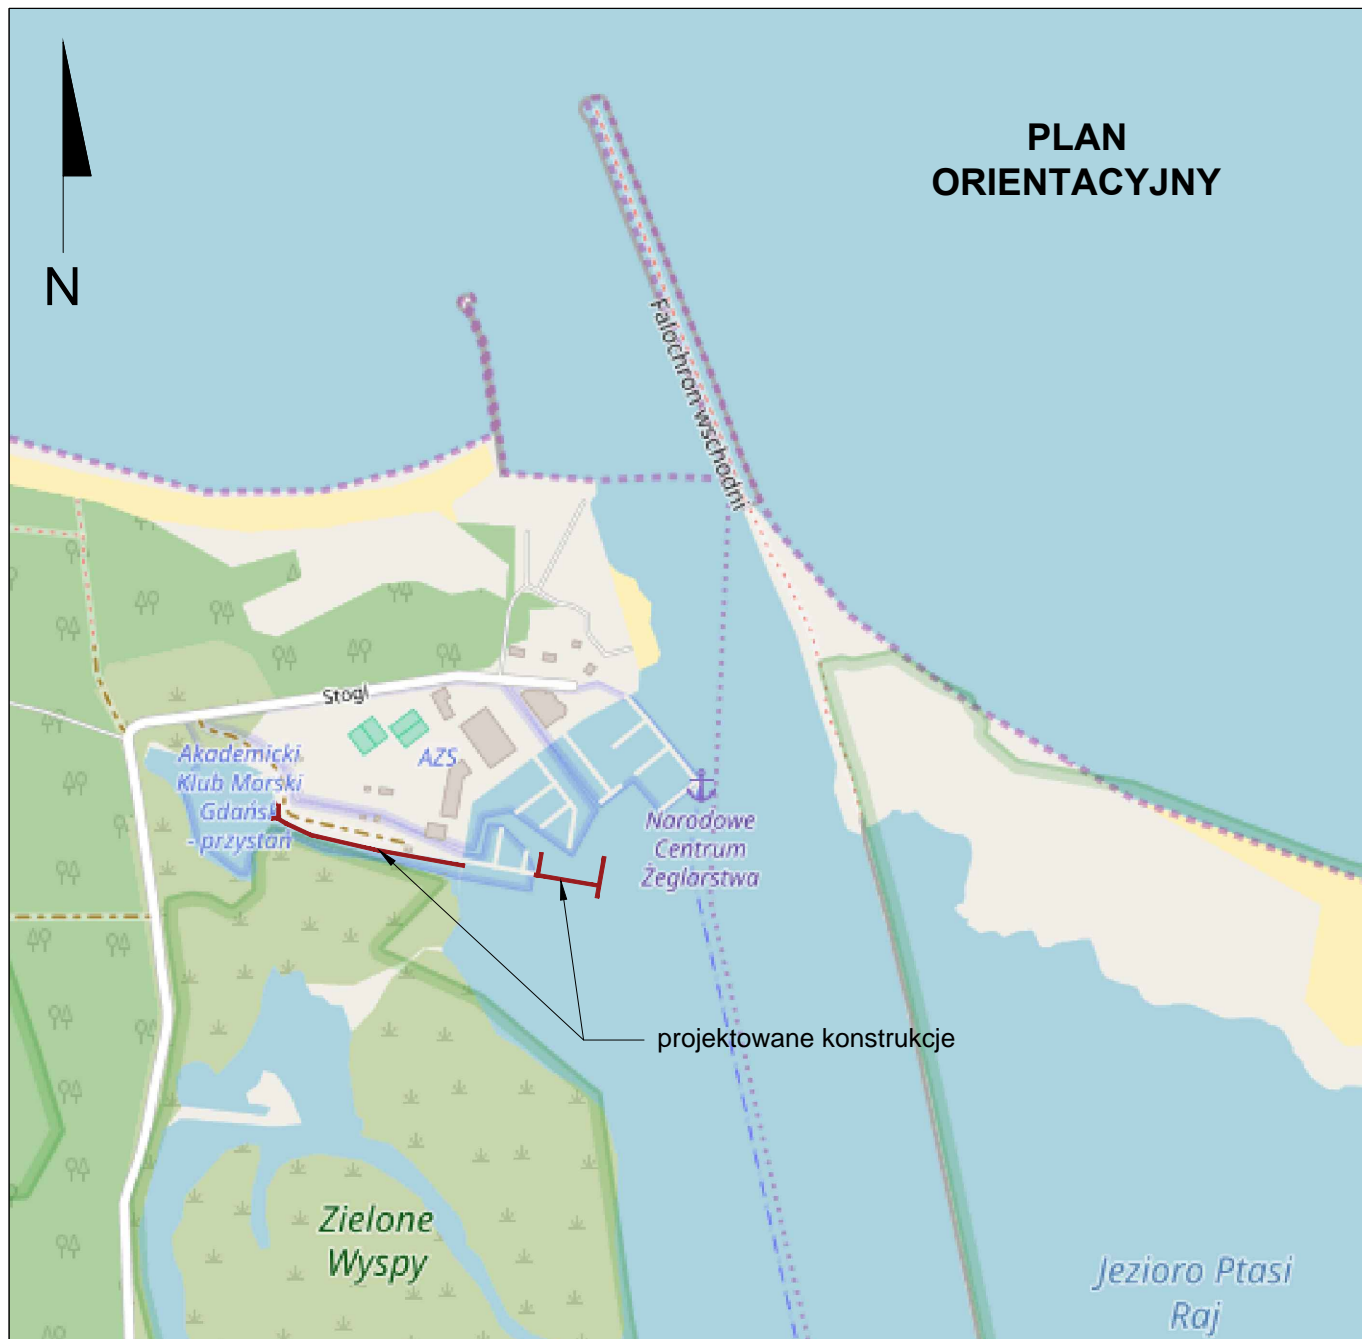 PLAN
ORIENTACYJNY
N
Falochron wschodni
Stogi
Akademicki
Klub Morski
Gdańsk
- przystań
AZS
Narodowe
Centrum
Żeglarstwa
projektowane konstrukcje
Zielone
Wyspy
Jezioro Ptasi
Raj